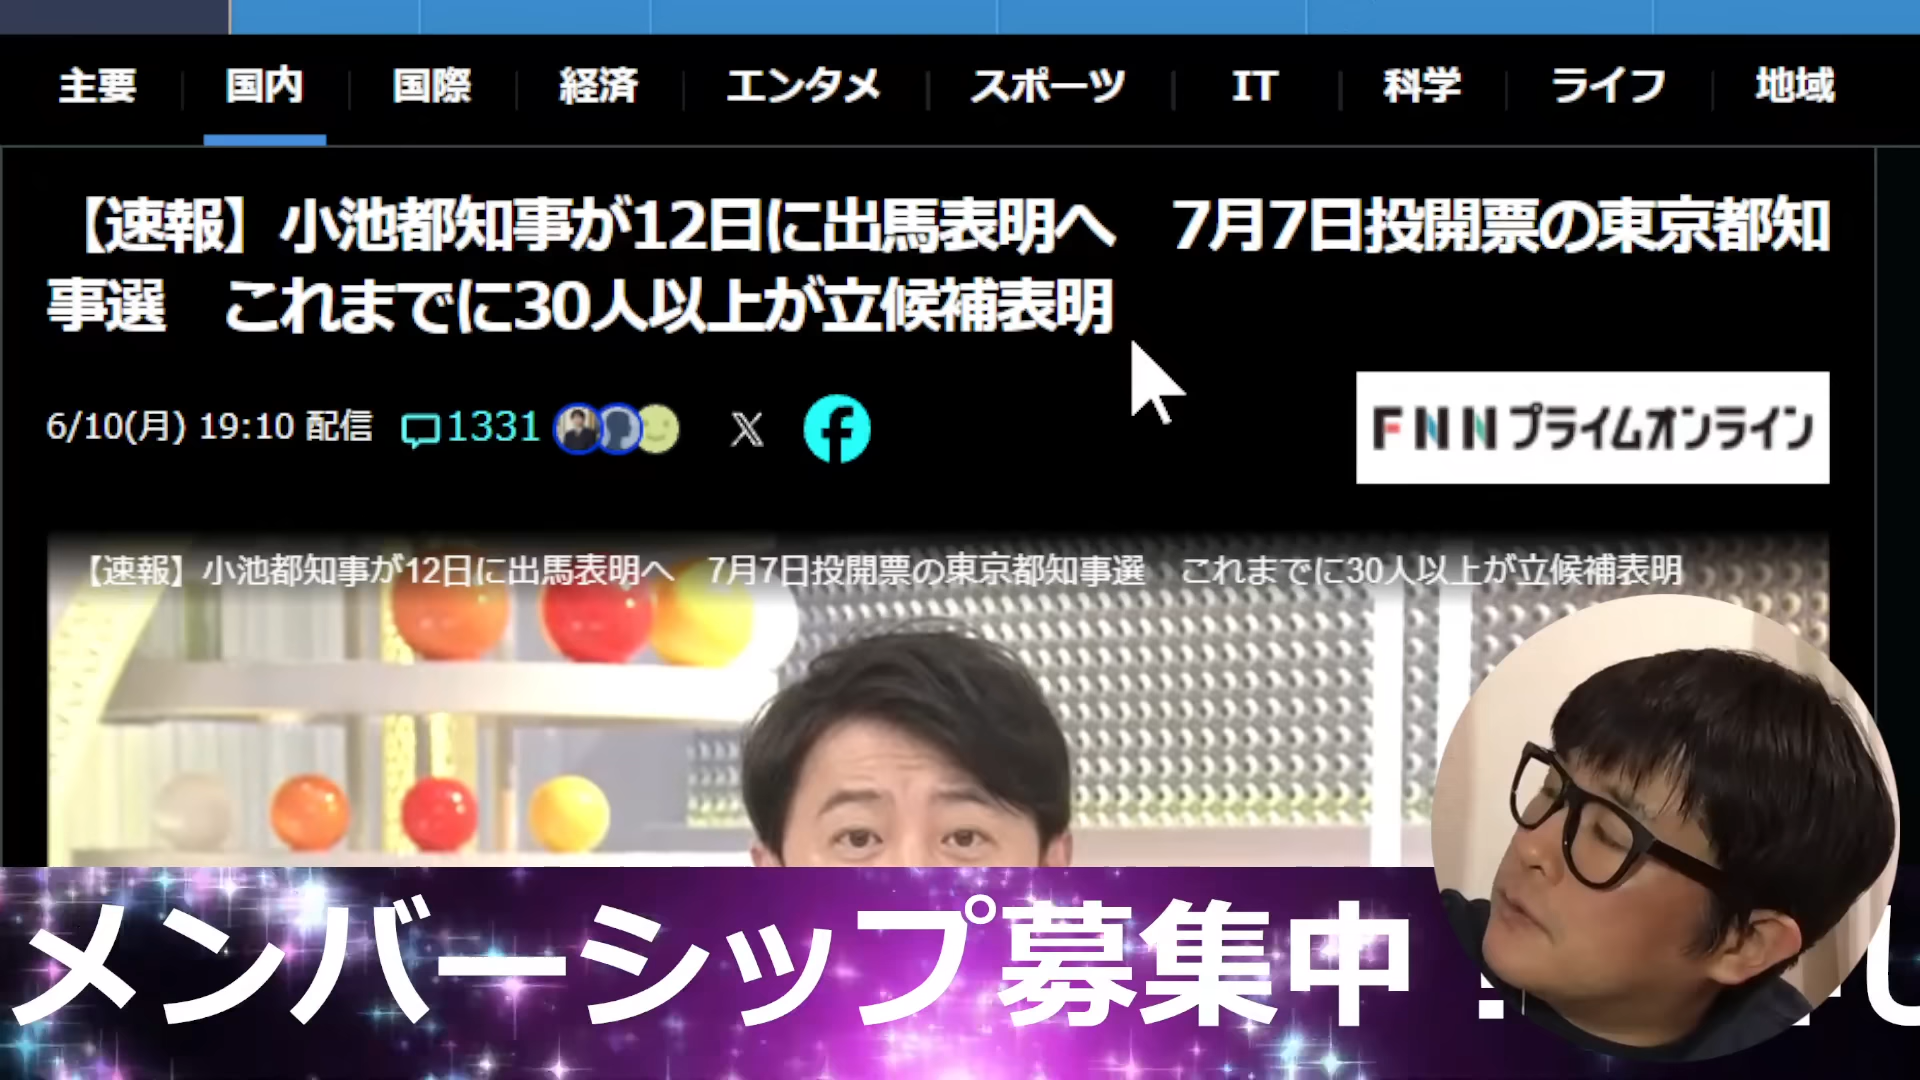 主要 国内 国際 経済 エンタメ スポーツ IT 科学 ライフ 地域
【速報】小池都知事が12日に出馬表明へ 7月7日投開票の東京都知
事選 これまでに30人以上が立候補表明
6/10(月) 19:10 配信 1331
FNNプライムオンライン
【速報】小池都知事が12日に出馬表明へ 7月7日投開票の東京都知事選 これまでに30人以上が立候補表明
メンバーシップ募集中！